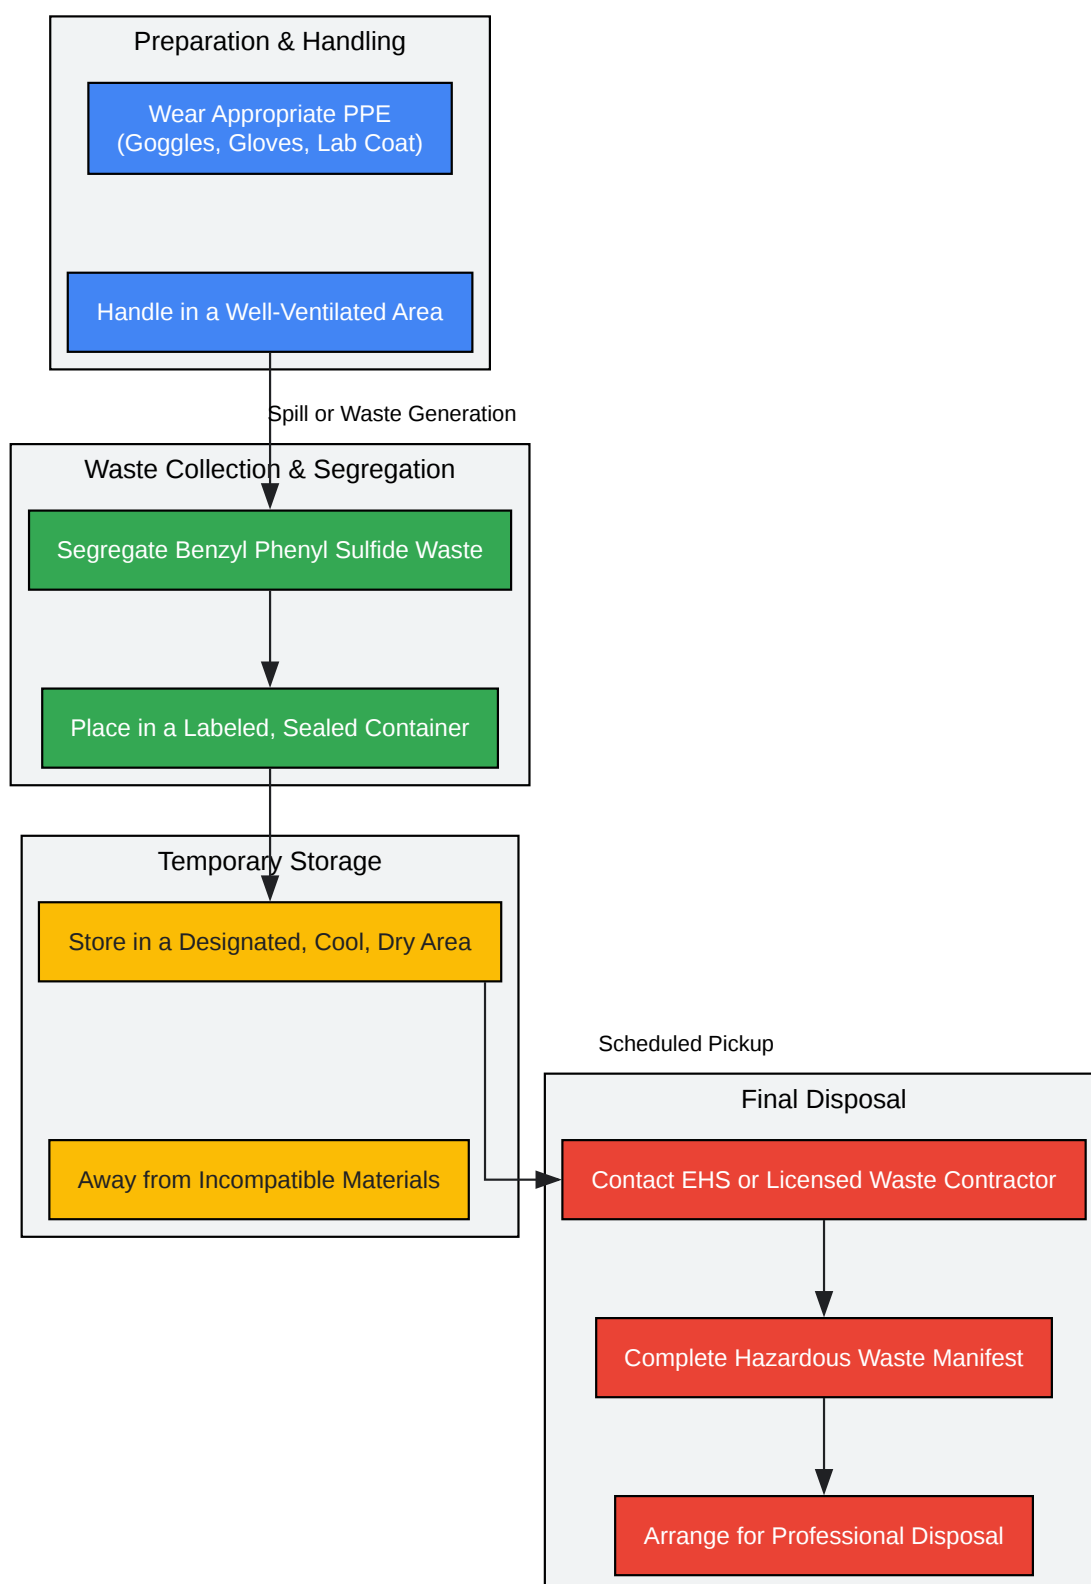 Preparation & Handling
Wear Appropriate PPE
(Goggles, Gloves, Lab Coat)
Handle in a Well-Ventilated Area
Spill or Waste Generation
Waste Collection & Segregation
Segregate Benzyl Phenyl Sulfide Waste
Place in a Labeled, Sealed Container
Temporary Storage
Store in a Designated, Cool, Dry Area
Away from Incompatible Materials
Scheduled Pickup
Final Disposal
Contact EHS or Licensed Waste Contractor
Complete Hazardous Waste Manifest
Arrange for Professional Disposal